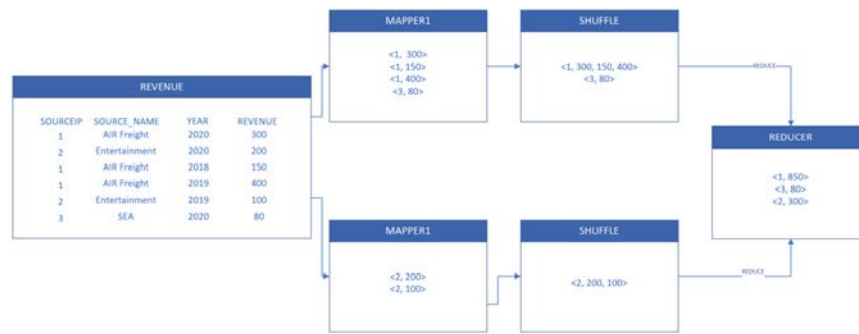 REVENUE
SOURCEIP SOURCE_NAME YEAR REVENUE
1 AIR Freight 2020 300
2 Entertainment 2020 200
1 AIR Freight 2018 150
1 AIR Freight 2019 400
2 Entertainment 2019 100
3 SEA 2020 80
MAPPER1
<1, 300>
<1, 150>
<1, 400>
<3, 80>
SHUFFLE
<1, 300, 150, 400>
<3, 80>
REDUCE
MAPPER1
<2, 200>
<2, 100>
SHUFFLE
<2, 200, 100>
REDUCE
REDUCER
<1, 850>
<3, 80>
<2, 300>